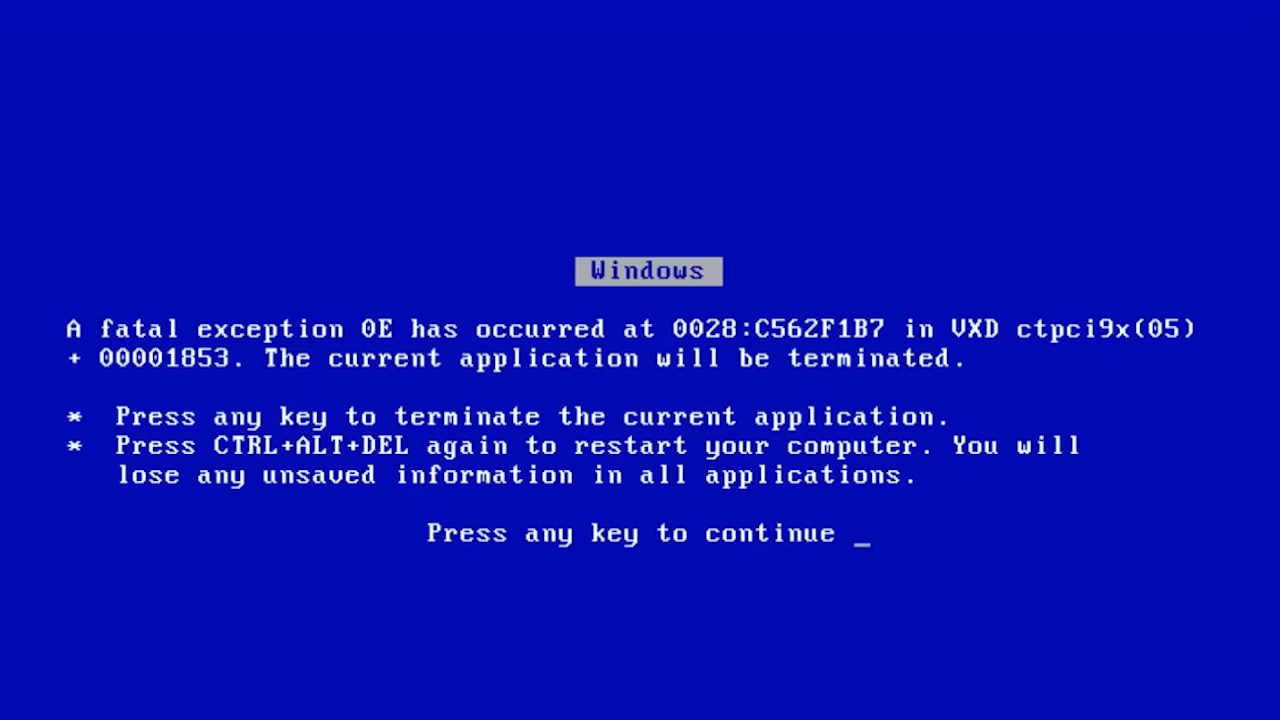 Windows
A fatal exception 0E has occurred at 0028:C562F1B7 in VXD ctpci9x(05)
+ 00001853. The current application will be terminated.
* Press any key to terminate the current application.
* Press CTRL+ALT+DEL again to restart your computer. You will
lose any unsaved information in all applications.
Press any key to continue _